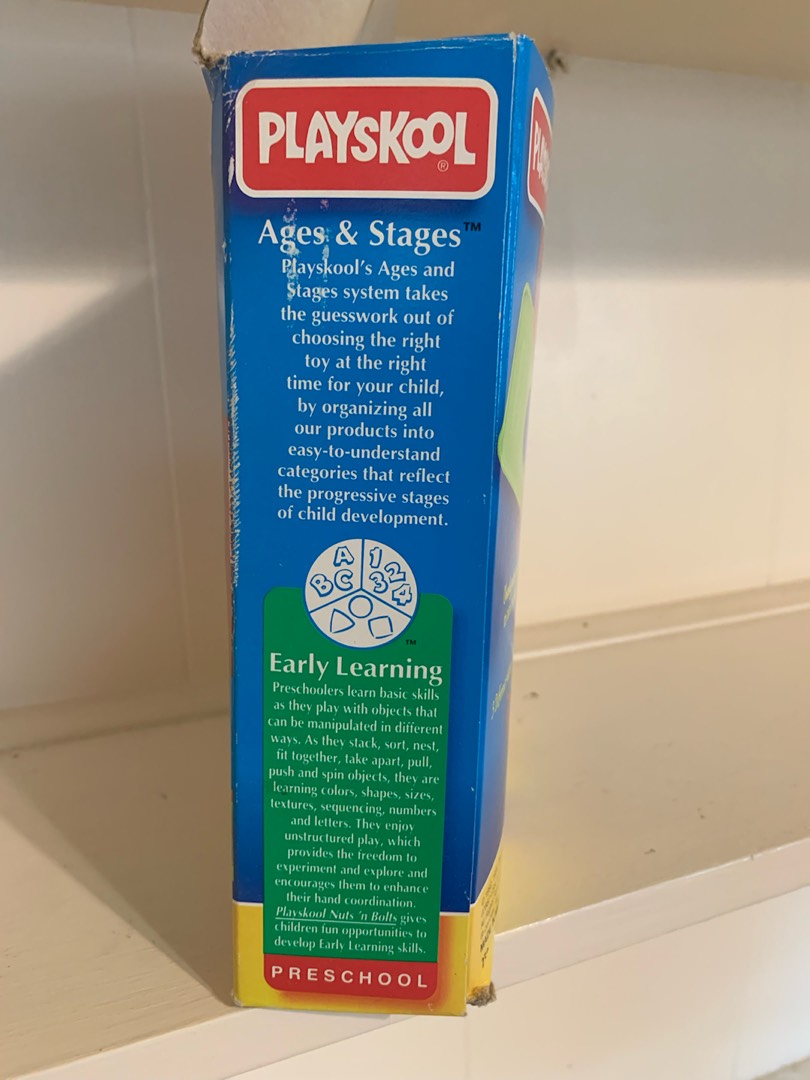 PLAYSKOOL®
Ages & Stages™
Playskool's Ages and
Stages system takes
the guesswork out of
choosing the right
toy at the right
time for your child,
by organizing all
our products into
easy-to-understand
categories that reflect
the progressive stages
of child development.
A 1 2
B C 3 4
™
Early Learning
Preschoolers learn basic skills
as they play with objects that
can be manipulated in different
ways. As they stack, sort, nest,
fit together, take apart, pull,
push and spin objects, they are
learning colors, shapes, sizes,
textures, sequencing, numbers
and letters. They enjoy
unstructured play, which
provides the freedom to
experiment and explore and
encourages them to enhance
their hand coordination.
Playskool Nuts 'n Bolts gives
children fun opportunities to
develop Early Learning skills.
PRESCHOOL